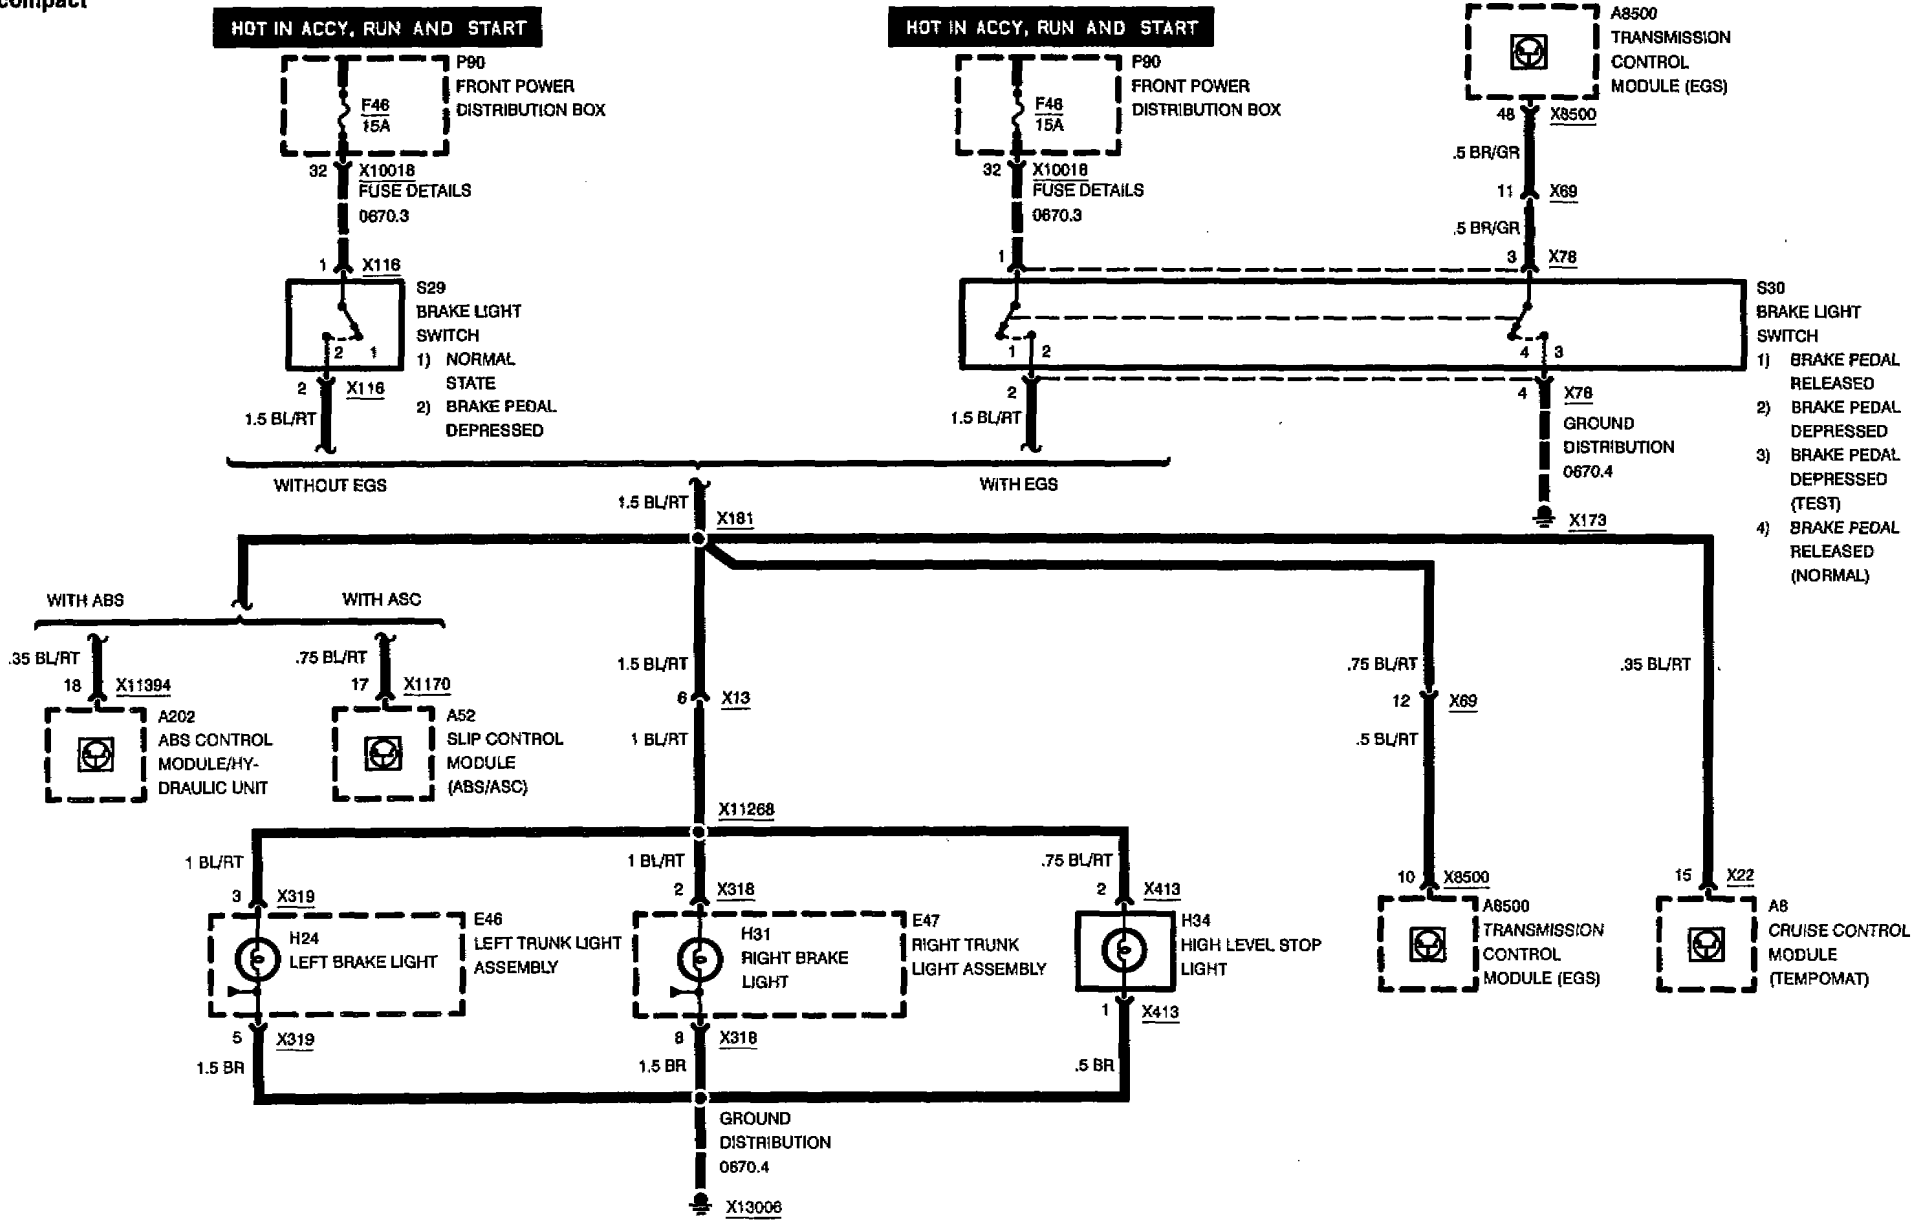 compact
HOT IN ACCY, RUN AND START
P90
FRONT POWER
DISTRIBUTION BOX
F46
15A
32 X10018
FUSE DETAILS
0670.3
1 X116
S29
BRAKE LIGHT
SWITCH
1) NORMAL
STATE
2) BRAKE PEDAL
DEPRESSED
2 1
2 X116
1.5 BL/RT
HOT IN ACCY, RUN AND START
P90
FRONT POWER
DISTRIBUTION BOX
F46
15A
32 X10018
FUSE DETAILS
0670.3
A8500
TRANSMISSION
CONTROL
MODULE (EGS)
48 X8500
.5 BR/GR
11 X69
.5 BR/GR
1
3 X78
S30
BRAKE LIGHT
SWITCH
1) BRAKE PEDAL
RELEASED
2) BRAKE PEDAL
DEPRESSED
3) BRAKE PEDAL
DEPRESSED
(TEST)
4) BRAKE PEDAL
RELEASED
(NORMAL)
1 2
4 3
2
1.5 BL/RT
4 X78
GROUND
DISTRIBUTION
0670.4
X173
WITHOUT EGS
WITH EGS
1.5 BL/RT
X181
WITH ABS
WITH ASC
.35 BL/RT
18 X11394
A202
ABS CONTROL
MODULE/HY-
DRAULIC UNIT
.75 BL/RT
17 X1170
A52
SLIP CONTROL
MODULE
(ABS/ASC)
1.5 BL/RT
6 X13
1 BL/RT
X11268
.75 BL/RT
12 X69
.5 BL/RT
.35 BL/RT
1 BL/RT
3 X319
E46
LEFT TRUNK LIGHT
ASSEMBLY
H24
LEFT BRAKE LIGHT
5 X319
1.5 BR
1 BL/RT
2 X318
E47
RIGHT TRUNK
LIGHT ASSEMBLY
H31
RIGHT BRAKE
LIGHT
8 X318
1.5 BR
.75 BL/RT
2 X413
H34
HIGH LEVEL STOP
LIGHT
1 X413
.5 BR
10 X8500
A8500
TRANSMISSION
CONTROL
MODULE (EGS)
15 X22
A8
CRUISE CONTROL
MODULE
(TEMPOMAT)
GROUND
DISTRIBUTION
0670.4
X13006